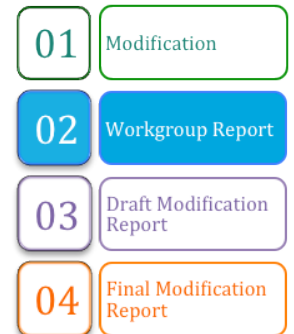 01 Modification
02 Workgroup Report
03 Draft Modification
Report
04 Final Modification
Report